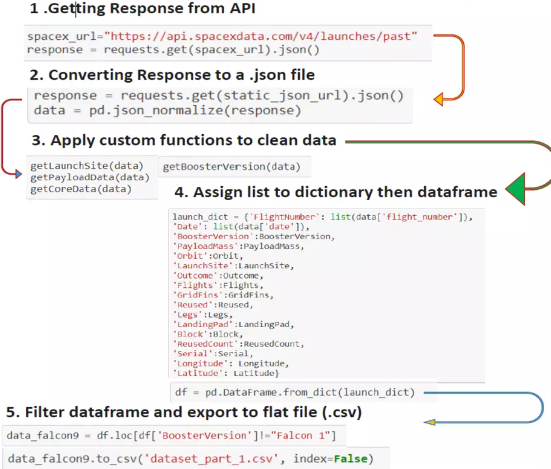 1 .Getting Response from API
spacex_url="https://api.spacexdata.com/v4/launches/past"
response = requests.get(spacex_url).json()
2. Converting Response to a .json file
response = requests.get(static_json_url).json()
data = pd.json_normalize(response)
3. Apply custom functions to clean data
getLaunchSite(data)
getPayloadData(data)
getCoreData(data)
getBoosterVersion(data)
4. Assign list to dictionary then dataframe
launch_dict = {'FlightNumber': list(data['flight_number']),
'Date': list(data['date']),
'BoosterVersion':BoosterVersion,
'PayloadMass':PayloadMass,
'Orbit':Orbit,
'LaunchSite':LaunchSite,
'Outcome':Outcome,
'Flights':Flights,
'GridFins':GridFins,
'Reused':Reused,
'Legs':Legs,
'LandingPad':LandingPad,
'Block':Block,
'ReusedCount':ReusedCount,
'Serial':Serial,
'Longitude': Longitude,
'Latitude': Latitude}
df = pd.DataFrame.from_dict(launch_dict)
5. Filter dataframe and export to flat file (.csv)
data_falcon9 = df.loc[df['BoosterVersion']!="Falcon 1"]
data_falcon9.to_csv('dataset_part_1.csv', index=False)